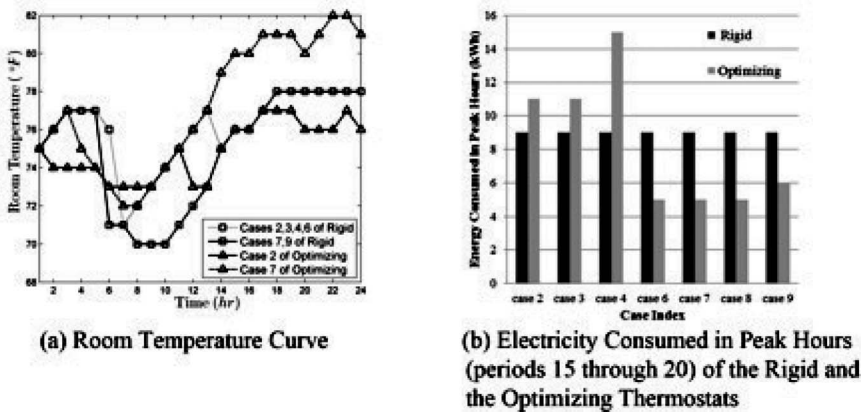 82
80
78
76
74
72
70
68
Room Temperature (°F)
2 4 6 8 10 12 14 16 18 20 22 24
Time (hr)
Cases 2,3,4,6 of Rigid
Cases 7,9 of Rigid
Case 2 of Optimizing
Case 7 of Optimizing
(a) Room Temperature Curve
16
14
12
10
8
6
4
2
0
Energy Consumed in Peak Hours (kWh)
Rigid
Optimizing
case 2 case 3 case 4 case 6 case 7 case 8 case 9
Case Index
(b) Electricity Consumed in Peak Hours
(periods 15 through 20) of the Rigid and
the Optimizing Thermostats